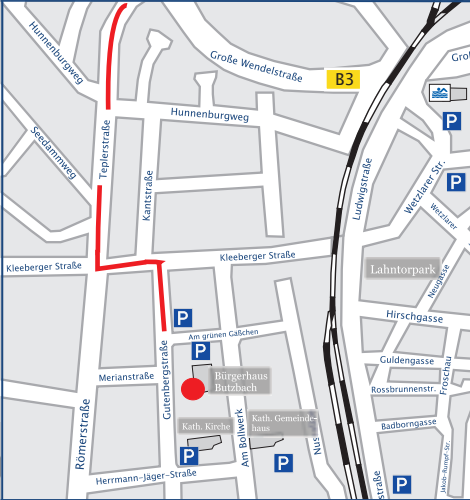 Hunnenburgweg
Große Wendelstraße
B3
Hunnenburgweg
P
Seedammweg
Teplerstraße
Kantstraße
Ludwigstraße
Wetzlarer Str.
P
Wetzlarer
Kleeberger Straße
Kleeberger Straße
Lahntorpark
Neugasse
P
Hirschgasse
Am grünen Gäßchen
P
Guldengasse
Gutenbergstraße
Merianstraße
Bürgerhaus
Butzbach
Rossbrunnenstr.
Froschau
Römerstraße
Kath. Kirche
Am Bollwerk
Kath. Gemeinde-
haus
Badborngasse
P
P
Jakob-Rumpf-Str.
Herrmann-Jäger-Straße
P
straße